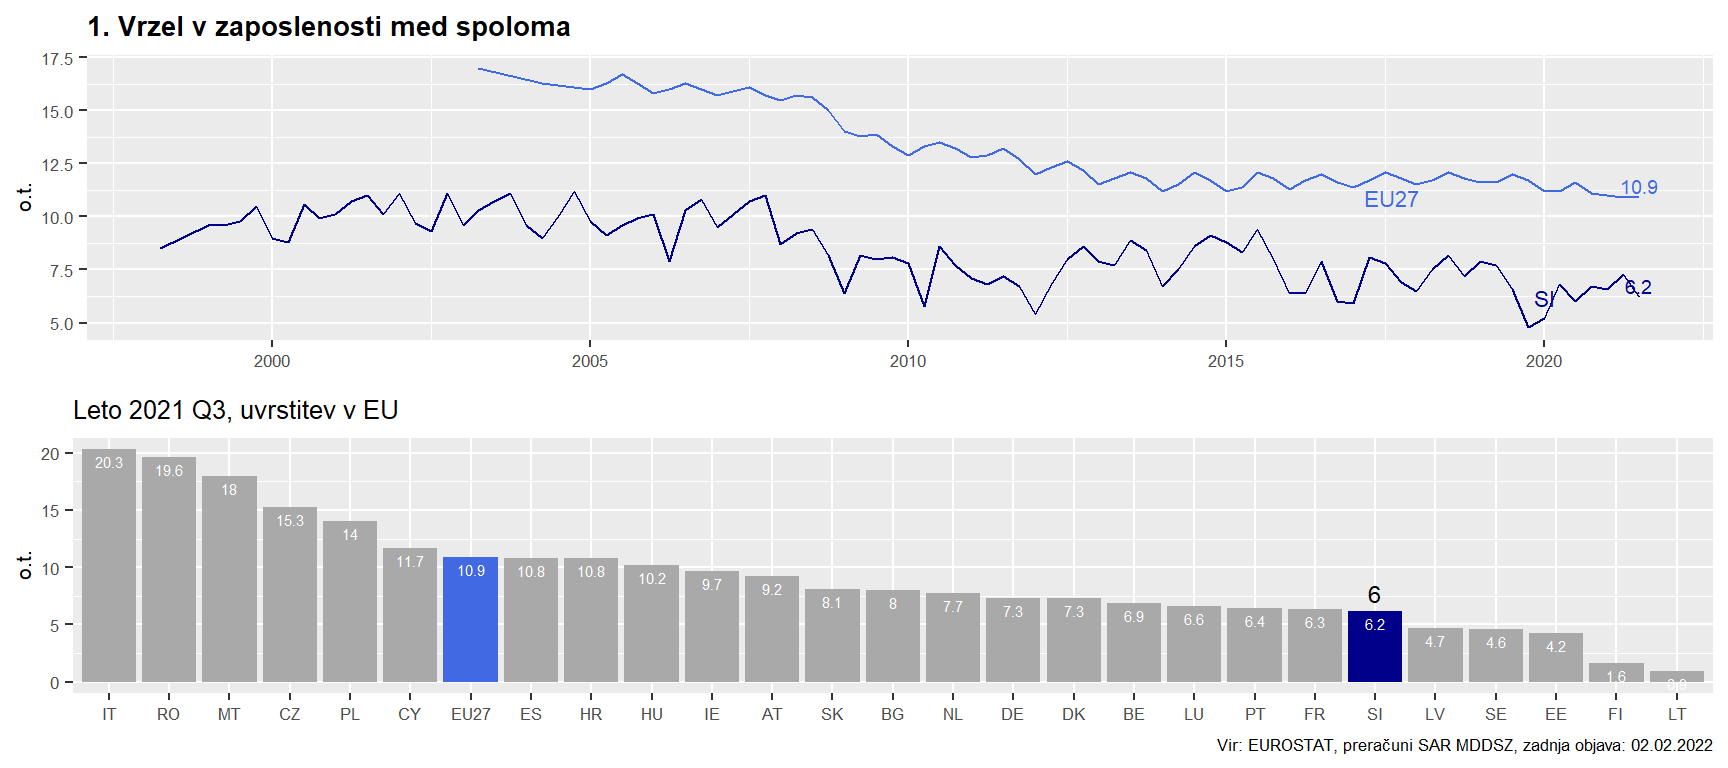 1. Vrzel v zaposlenosti med spoloma
o.t.
17.5
15.0
12.5
10.0
7.5
5.0
EU27
10.9
SI
6.2
2000 2005 2010 2015 2020
Leto 2021 Q3, uvrstitev v EU
o.t.
20
15
10
5
0
20.3 19.6 18 15.3 14 11.7 10.9 10.8 10.8 10.2 9.7 9.2 8.1 8 7.7 7.3 7.3 6.9 6.6 6.4 6.3 6.2 4.7 4.6 4.2 1.6 0.9
6
IT RO MT CZ PL CY EU27 ES HR HU IE AT SK BG NL DE DK BE LU PT FR SI LV SE EE FI LT
Vir: EUROSTAT, preračuni SAR MDDSZ, zadnja objava: 02.02.2022